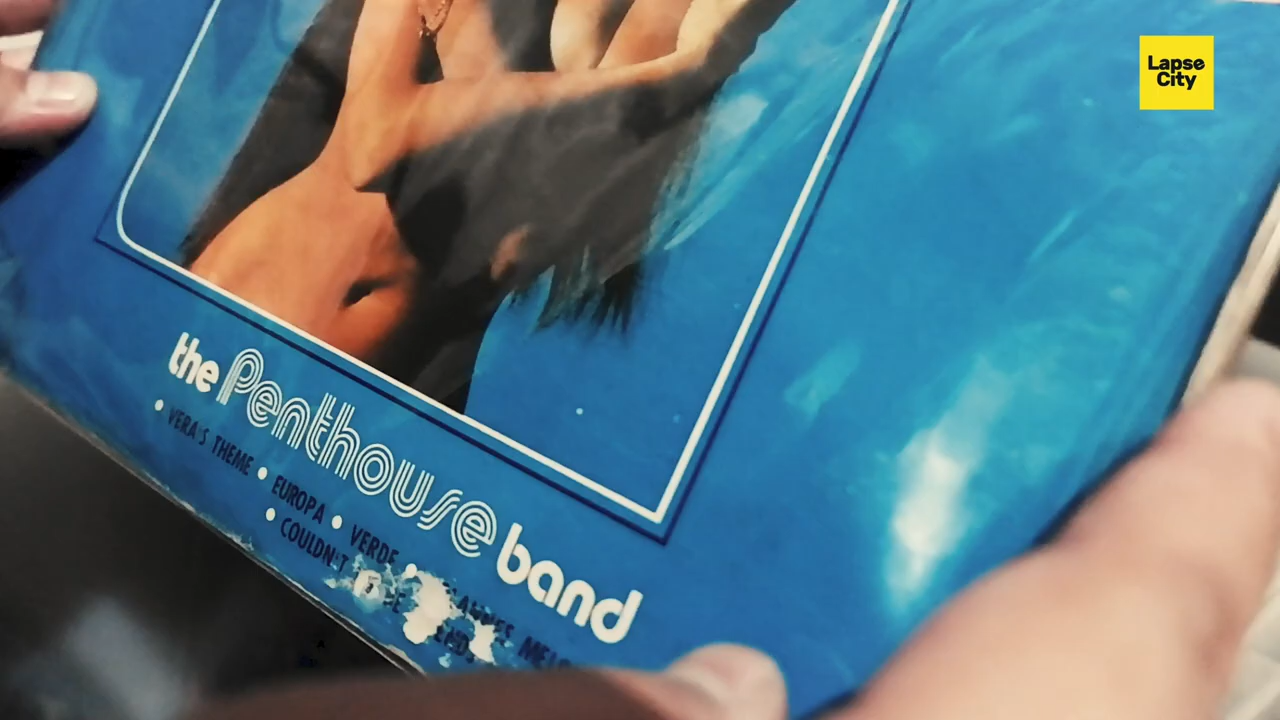 Lapse
City
the Penthouse band
• VERA'S THEME • EUROPA • VERDE •
• COULDN'T